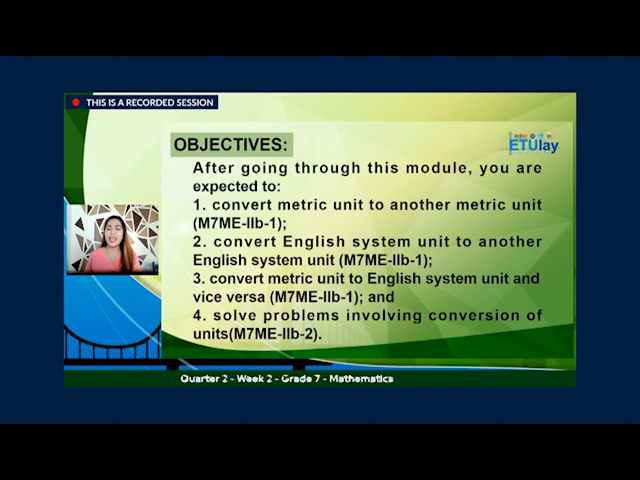 THIS IS A RECORDED SESSION
OBJECTIVES:
ETUlay
After going through this module, you are
expected to:
1. convert metric unit to another metric unit
(M7ME-IIb-1);
2. convert English system unit to another
English system unit (M7ME-IIb-1);
3. convert metric unit to English system unit and
vice versa (M7ME-IIb-1); and
4. solve problems involving conversion of
units(M7ME-IIb-2).
Quarter 2 - Week 2 - Grade 7 - Mathematics